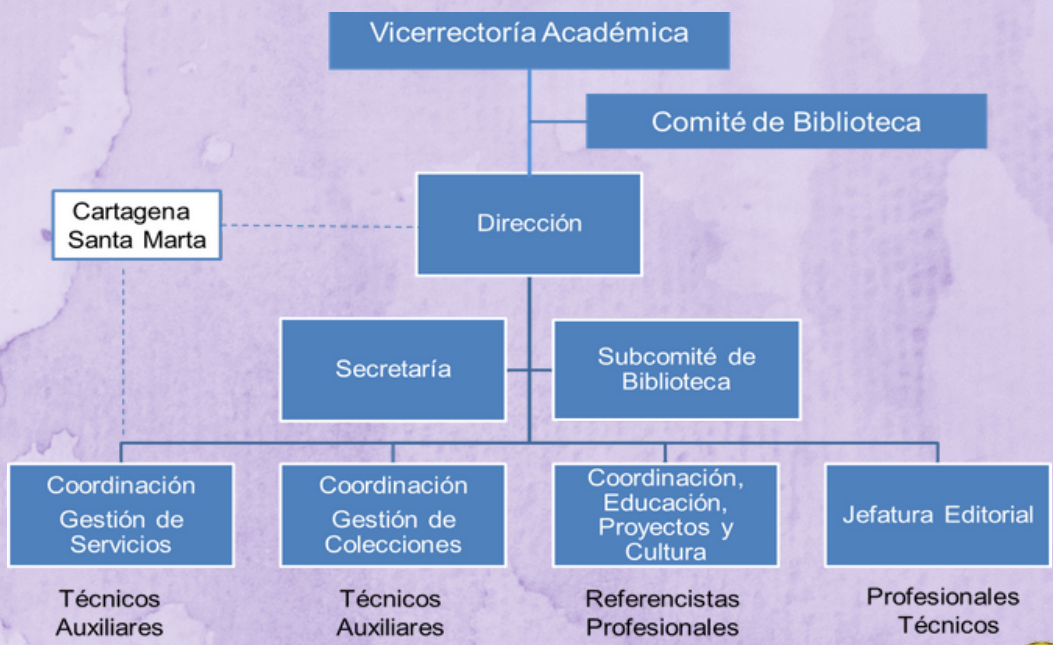 Vicerrectoría Académica
Comité de Biblioteca
Cartagena
Santa Marta
Dirección
Secretaría
Subcomité de
Biblioteca
Coordinación
Gestión de
Servicios
Coordinación
Gestión de
Colecciones
Coordinación,
Educación,
Proyectos y
Cultura
Jefatura Editorial
Técnicos
Auxiliares
Técnicos
Auxiliares
Referencistas
Profesionales
Profesionales
Técnicos